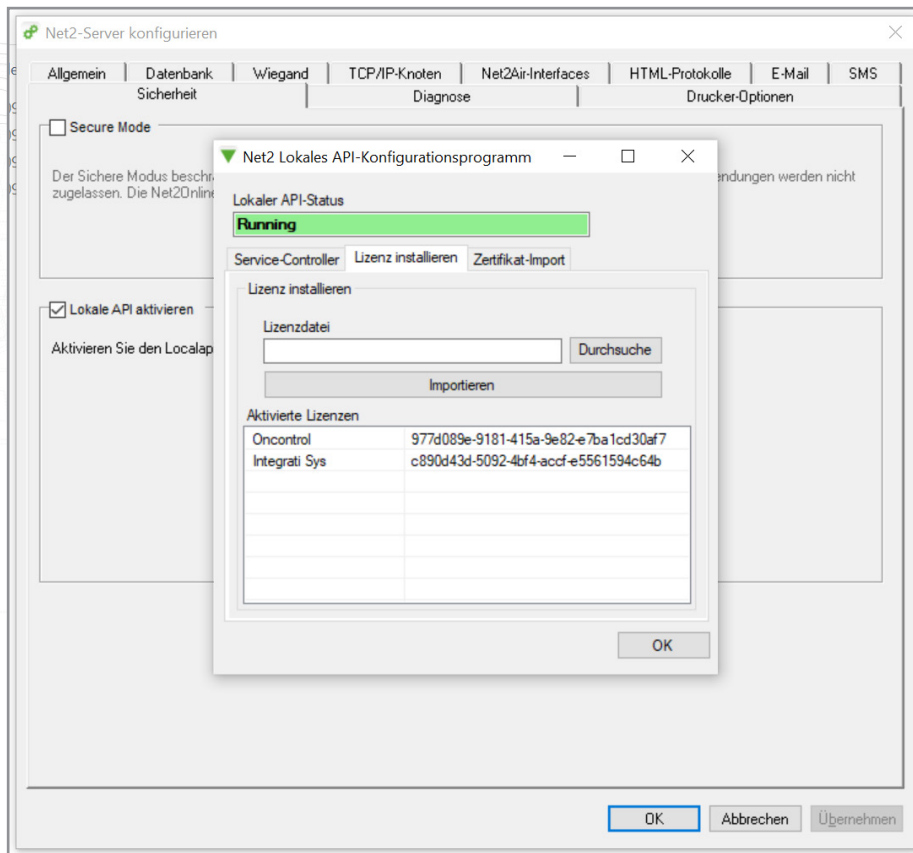 Net2-Server konfigurieren
Allgemein Datenbank Wiegand TCP/IP-Knoten Net2Air-Interfaces HTML-Protokolle E-Mail SMS
Sicherheit Diagnose Drucker-Optionen
Secure Mode
Der Sichere Modus beschrä
endungen werden nicht
zugelassen. Die Net2Online
Lokale API aktivieren
Aktivieren Sie den Localap
Net2 Lokales API-Konfigurationsprogramm
Lokaler API-Status
Running
Service-Controller Lizenz installieren Zertifikat-Import
Lizenz installieren
Lizenzdatei
Durchsuche
Importieren
Aktivierte Lizenzen
Oncontrol 977d089e-9181-415a-9e82-e7ba1cd30af7
Integrati Sys c890d43d-5092-4bf4-accf-e5561594c64b
OK
OK Abbrechen Übernehmen